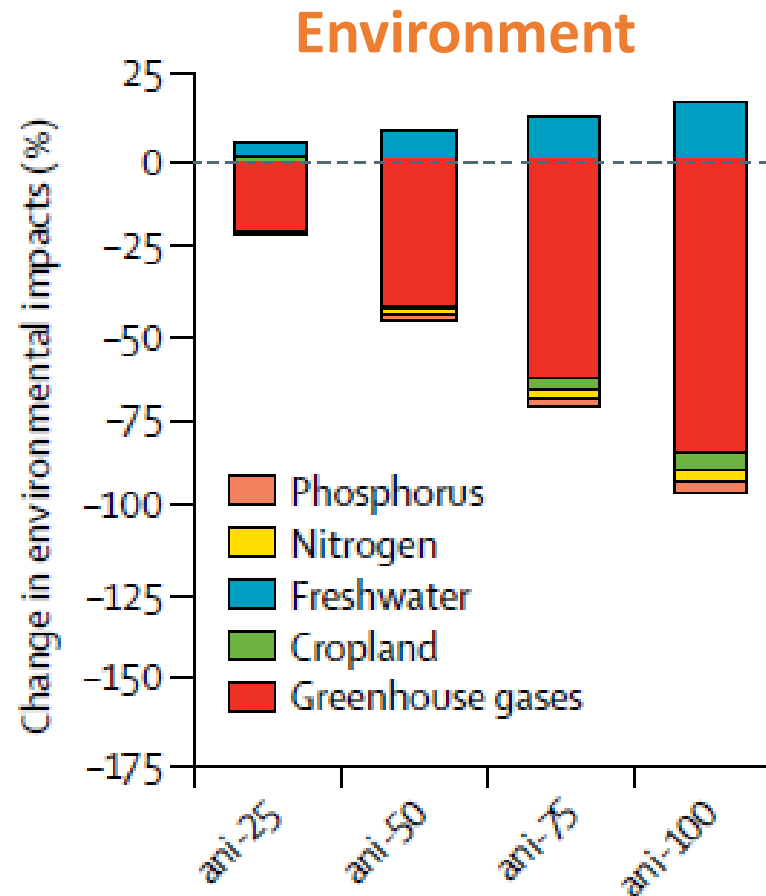 Environment
Change in environmental impacts (%)
25
0
–25
–50
–75
–100
–125
–150
–175
Phosphorus
Nitrogen
Freshwater
Cropland
Greenhouse gases
ani-25
ani-50
ani-75
ani-100